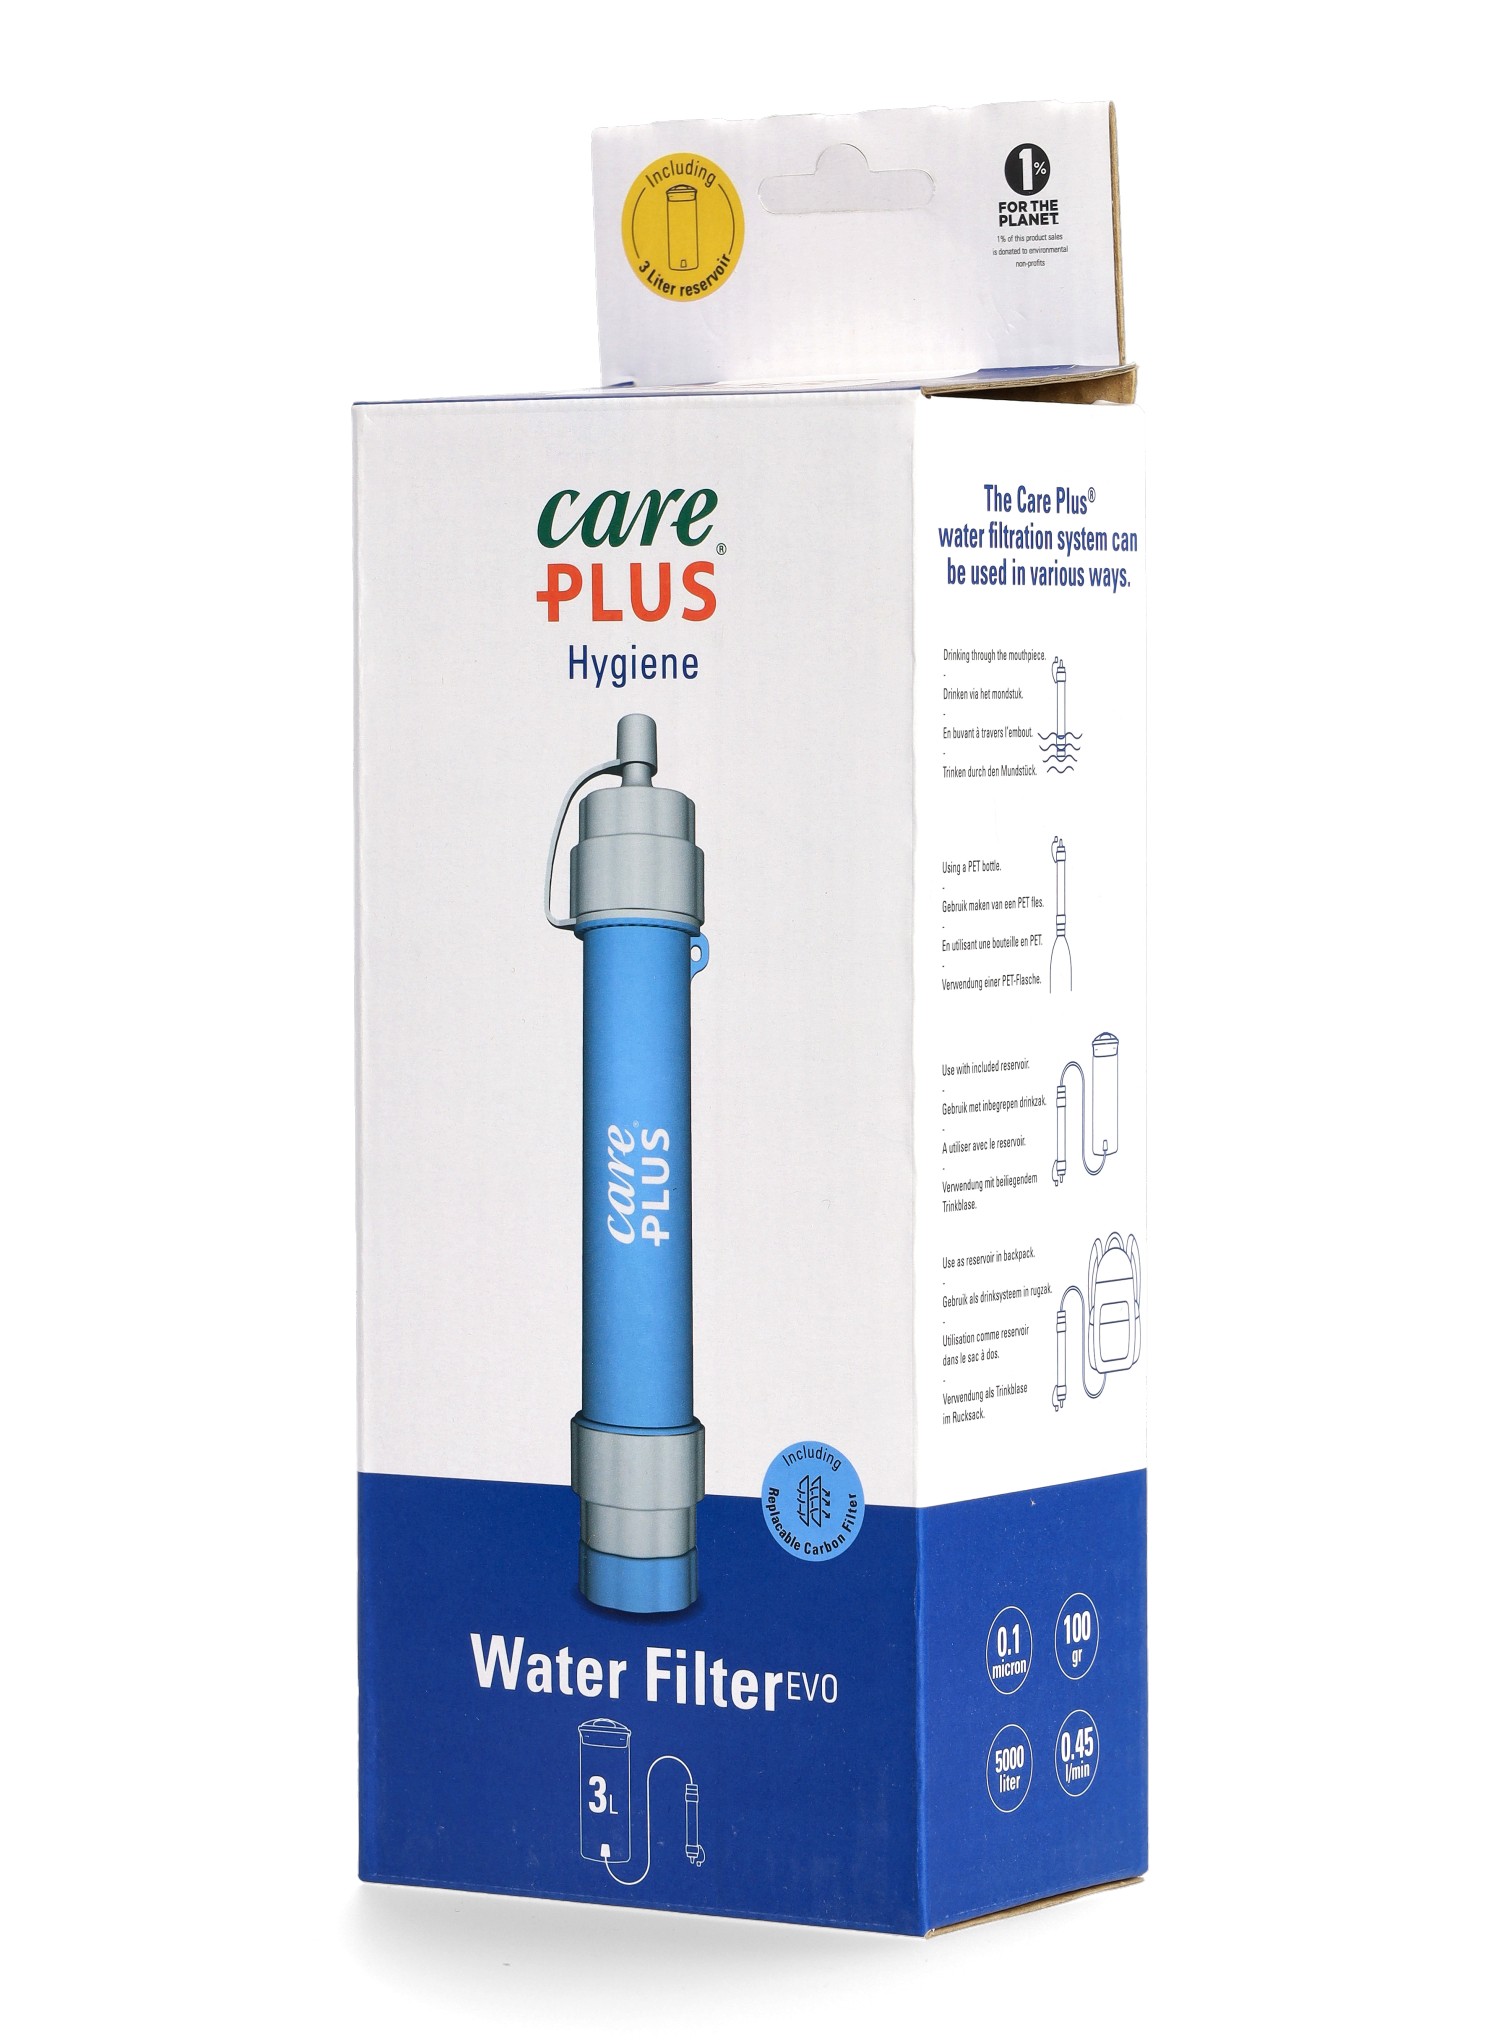 Including
3 Liter reservoir
1%
FOR THE
PLANET
1% of this product sales
is donated to environmental
non-profits
care®
PLUS
Hygiene
care®
PLUS
Including
Replacable Carbon Filter
Water Filter EVO
3L
The Care Plus®
water filtration system can
be used in various ways.
Drinking through the mouthpiece.
-
Drinken via het mondstuk.
-
En buvant à travers l'embout.
-
Trinken durch den Mundstück.
Using a PET bottle.
-
Gebruik maken van een PET fles.
-
En utilisant une bouteille en PET.
-
Verwendung einer PET-Flasche.
Use with included reservoir.
-
Gebruik met inbegrepen drinkzak.
-
A utiliser avec le reservoir.
-
Verwendung mit beiliegendem
Trinkblase.
Use as reservoir in backpack.
-
Gebruik als drinksysteem in rugzak.
-
Utilisation comme reservoir
dans le sac à dos.
-
Verwendung als Trinkblase
im Rucksack.
0.1
micron
100
gr
5000
liter
0.45
l/min